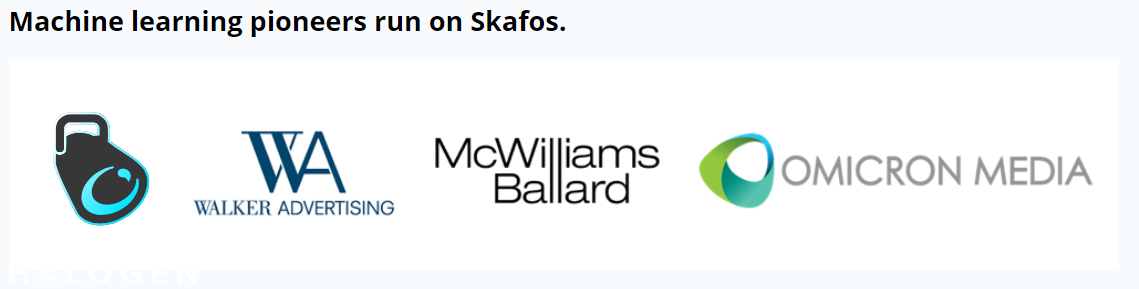 Machine learning pioneers run on Skafos.
WA
WALKER ADVERTISING
McWilliams
Ballard
OMICRON MEDIA
HALOGEN